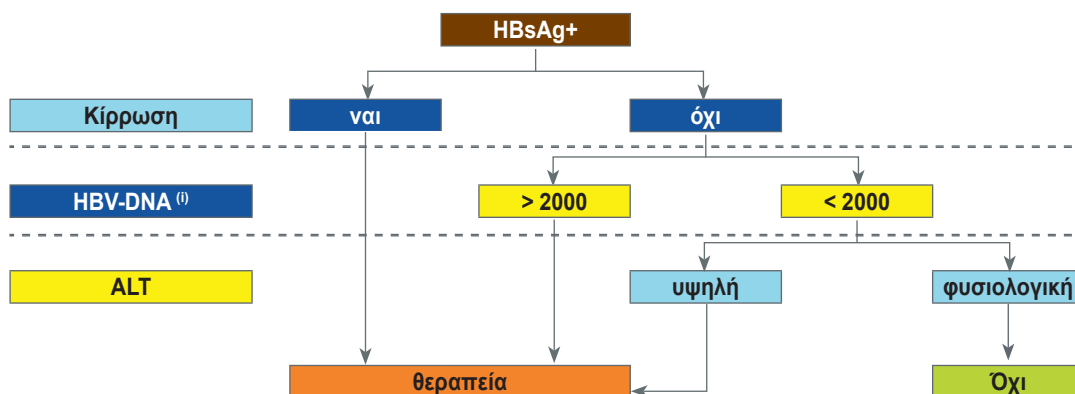 HBsAg+
Κίρρωση ναι όχι
HBV-DNA (i) > 2000 < 2000
ALT υψηλή φυσιολογική
θεραπεία Όχι